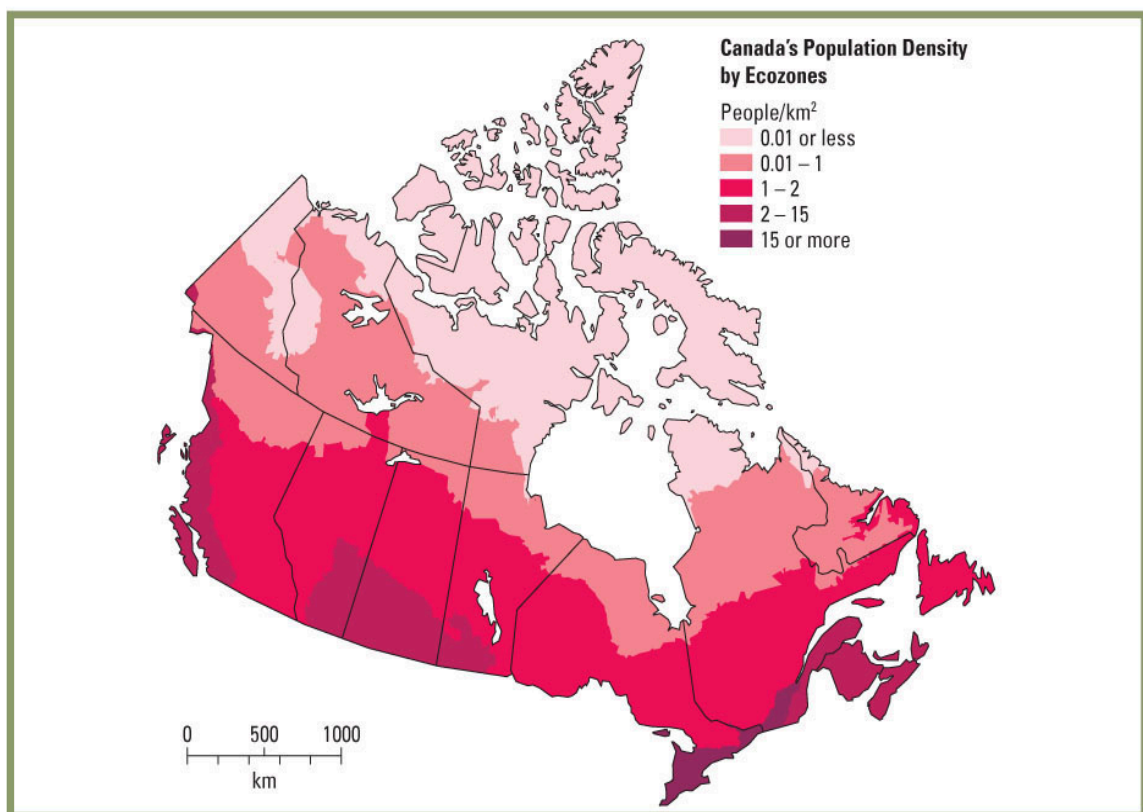 Canada's Population Density
by Ecozones
People/km²
0.01 or less
0.01 – 1
1 – 2
2 – 15
15 or more
0 500 1000
km